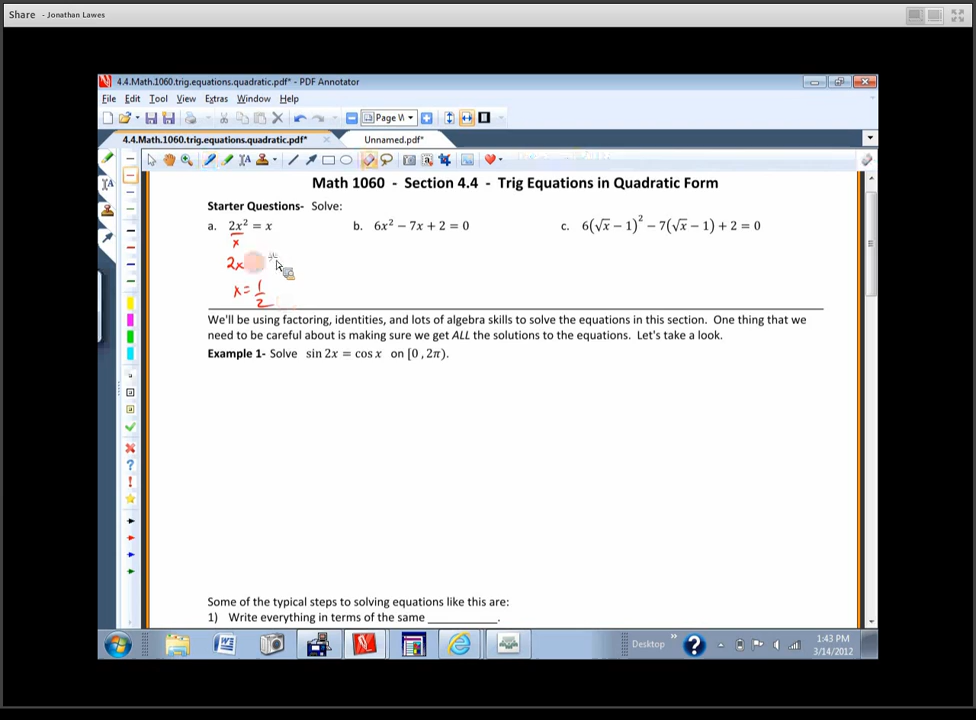 Share - Jonathan Lawes
4.4.Math.1060.trig.equations.quadratic.pdf* - PDF Annotator
File Edit Tool View Extras Window Help
Page W
4.4.Math.1060.trig.equations.quadratic.pdf* Unnamed.pdf*
Math 1060 - Section 4.4 - Trig Equations in Quadratic Form
Starter Questions- Solve:
a. 2x² = x b. 6x² − 7x + 2 = 0 c. 6(√x − 1)² − 7(√x − 1) + 2 = 0
x
2x
x = 1/2
We'll be using factoring, identities, and lots of algebra skills to solve the equations in this section. One thing that we
need to be careful about is making sure we get ALL the solutions to the equations. Let's take a look.
Example 1- Solve sin 2x = cos x on [0 , 2π).
Some of the typical steps to solving equations like this are:
1) Write everything in terms of the same ___________.
Desktop
1:43 PM
3/14/2012